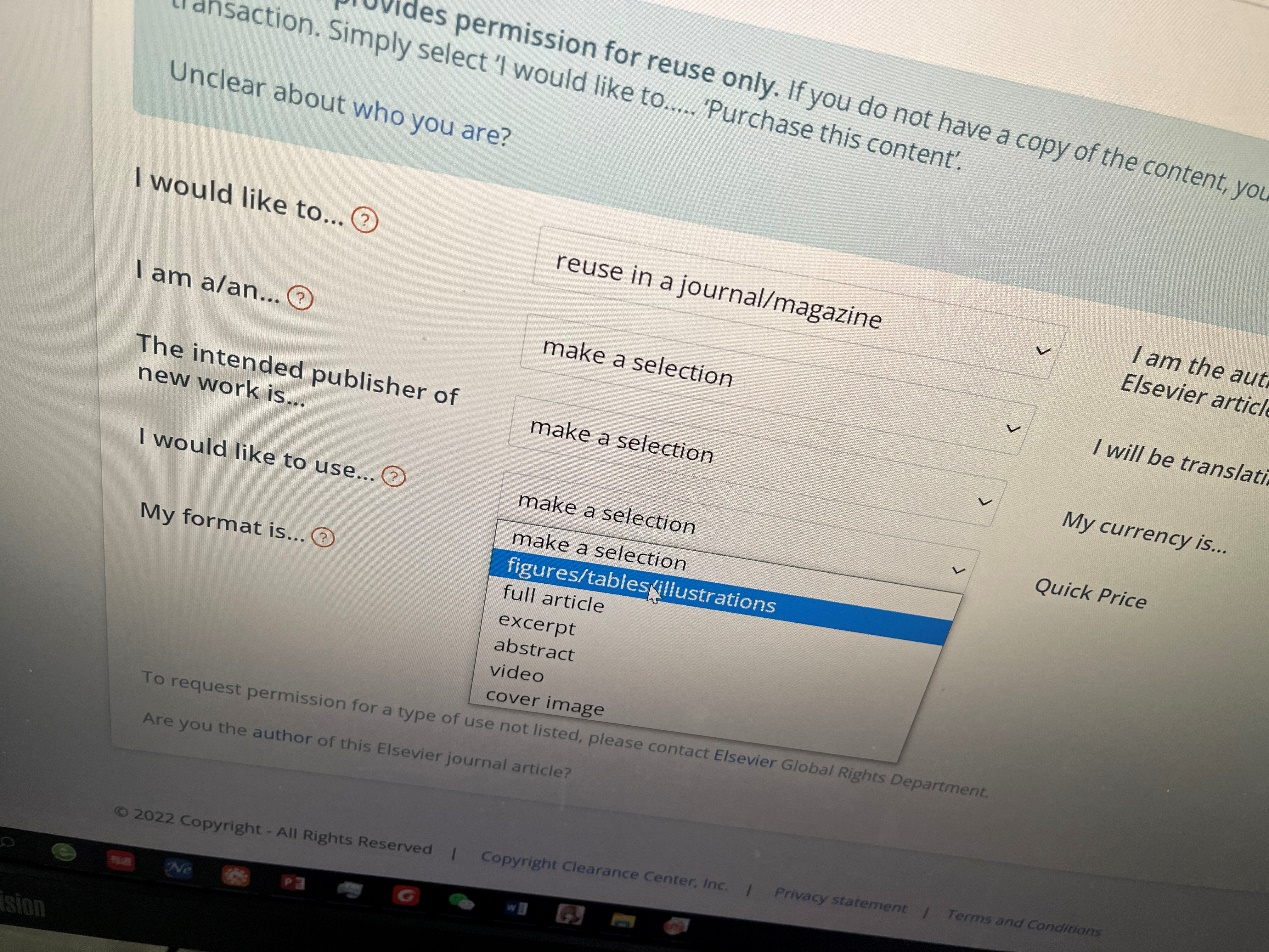 provides permission for reuse only. If you do not have a copy of the content, you
transaction. Simply select 'I would like to..... 'Purchase this content'.
Unclear about who you are?
I would like to... ?
reuse in a journal/magazine
I am the aut
Elsevier article
I am a/an... ?
make a selection
I will be translati
The intended publisher of
new work is...
make a selection
My currency is...
I would like to use... ?
make a selection
Quick Price
make a selection
figures/tables/illustrations
full article
excerpt
abstract
video
cover image
My format is... ?
To request permission for a type of use not listed, please contact Elsevier Global Rights Department.
Are you the author of this Elsevier journal article?
© 2022 Copyright - All Rights Reserved | Copyright Clearance Center, Inc. | Privacy statement | Terms and Conditions
ision